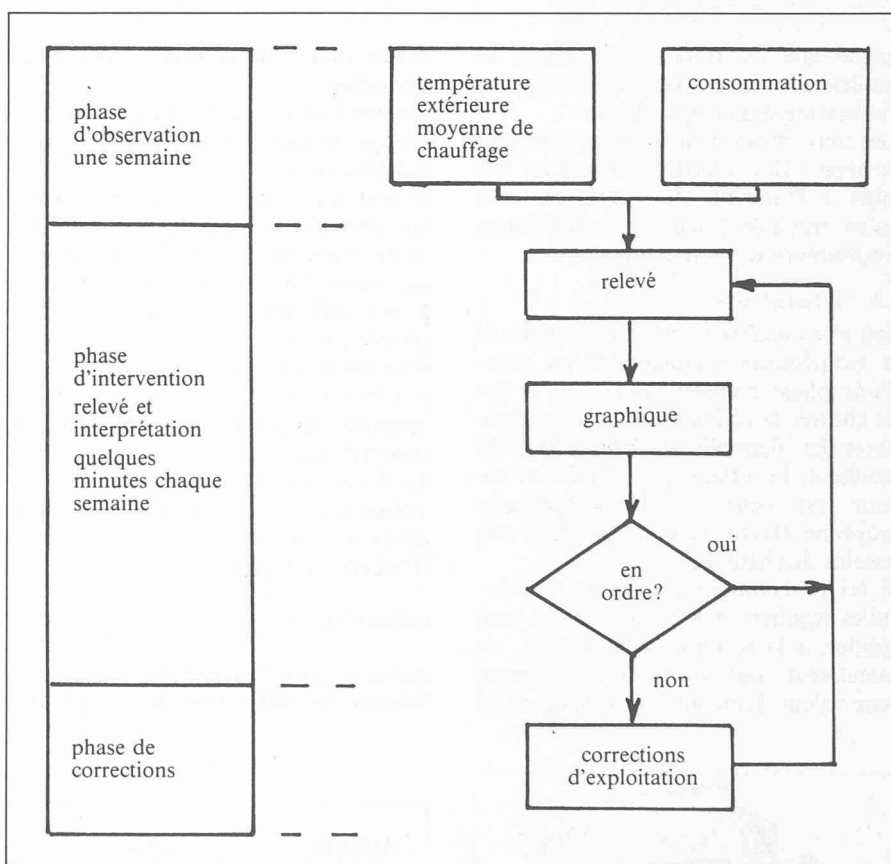 phase
d'observation
une semaine
température
extérieure
moyenne de
chauffage
consommation
phase
d'intervention
relevé et
interprétation
quelques
minutes chaque
semaine
relevé
graphique
en
ordre?
oui
non
phase de
corrections
corrections
d'exploitation